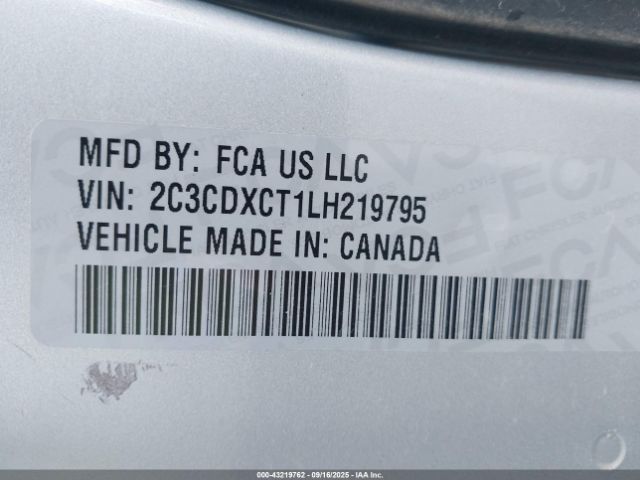 MFD BY: FCA US LLC
VIN: 2C3CDXCT1LH219795
VEHICLE MADE IN: CANADA
000-43219762 - 09/16/2025 - IAA Inc.